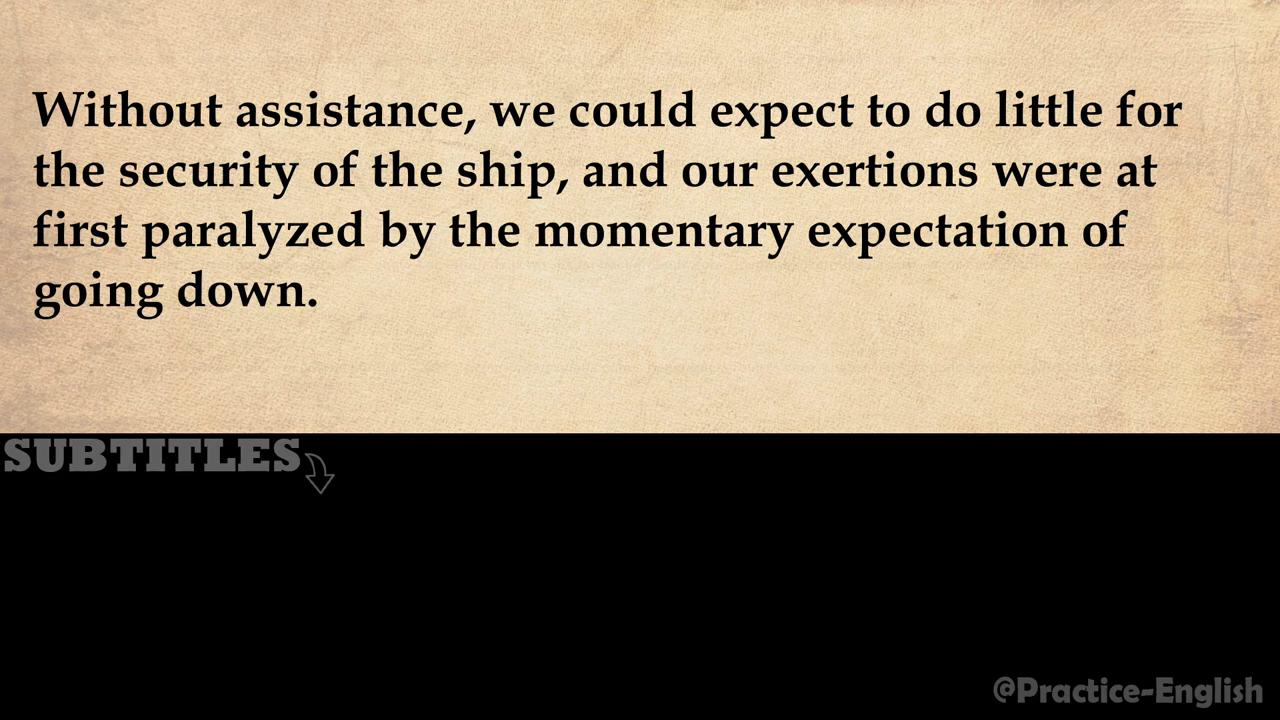 Without assistance, we could expect to do little for
the security of the ship, and our exertions were at
first paralyzed by the momentary expectation of
going down.
SUBTITLES
@Practice-English